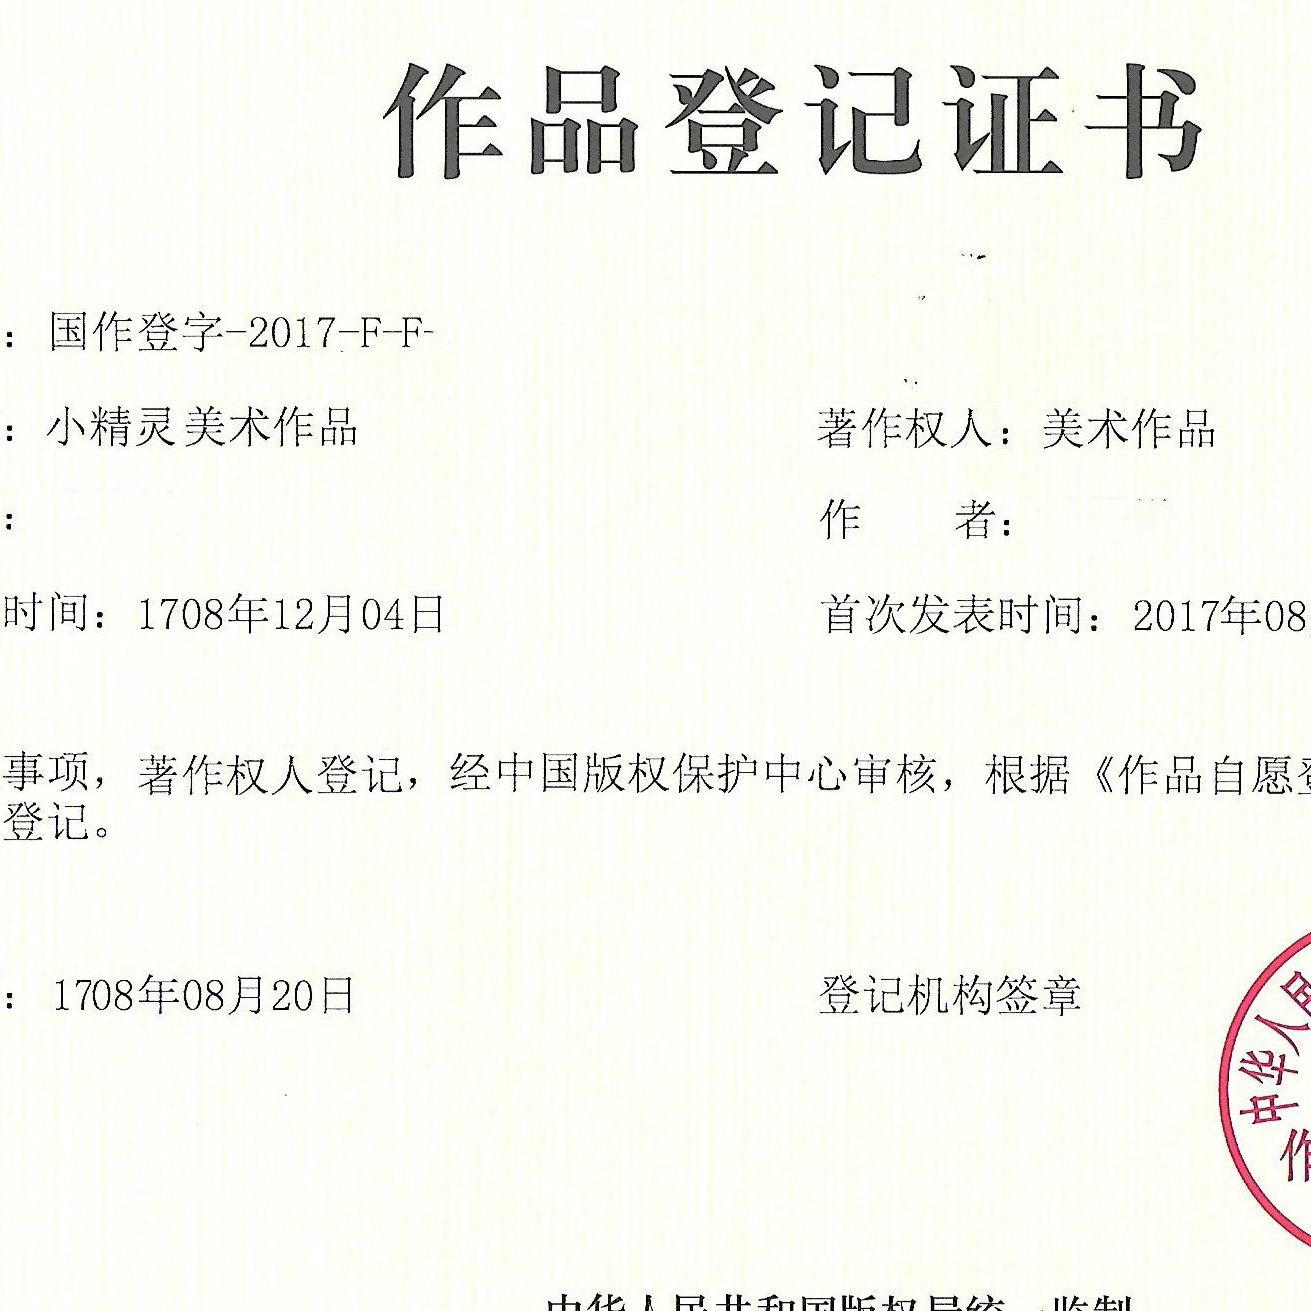 作品登记证书
：国作登字-2017-F-F-
：小精灵美术作品 著作权人：美术作品
： 作 者：
时间：1708年12月04日 首次发表时间：2017年08
事项，著作权人登记，经中国版权保护中心审核，根据《作品自愿登
登记。
：1708年08月20日 登记机构签章
中华人民
作
中华人民共和国版权局统一监制